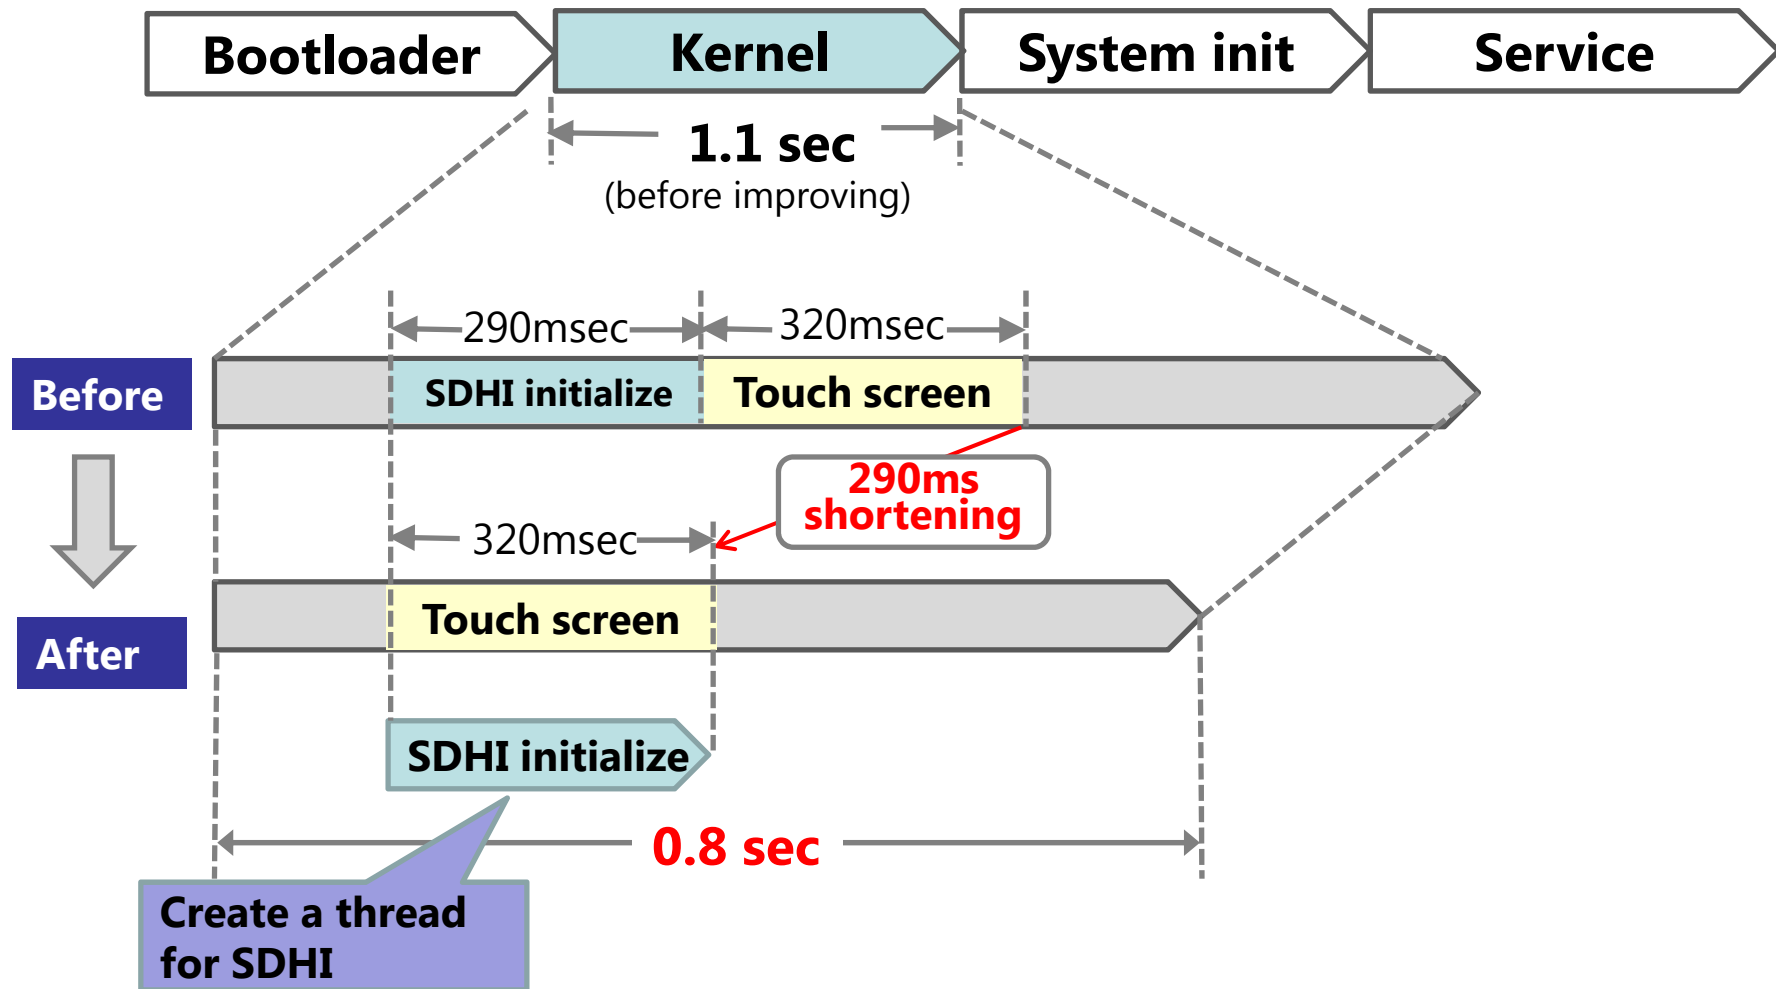 Bootloader
Kernel
System init
Service
1.1 sec
(before improving)
290msec
320msec
Before
SDHI initialize
Touch screen
290ms
shortening
320msec
After
Touch screen
SDHI initialize
0.8 sec
Create a thread
for SDHI